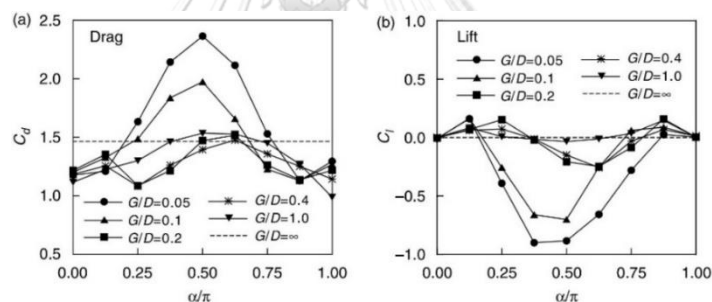 (a)
Drag
C_d
2.5
2.0
1.5
1.0
0.5
G/D=0.05
G/D=0.1
G/D=0.2
G/D=0.4
G/D=1.0
G/D=∞
0.00 0.25 0.50 0.75 1.00
α/π
(b)
Lift
C_l
1.0
0.5
0.0
−0.5
−1.0
G/D=0.05
G/D=0.1
G/D=0.2
G/D=0.4
G/D=1.0
G/D=∞
0.00 0.25 0.50 0.75 1.00
α/π